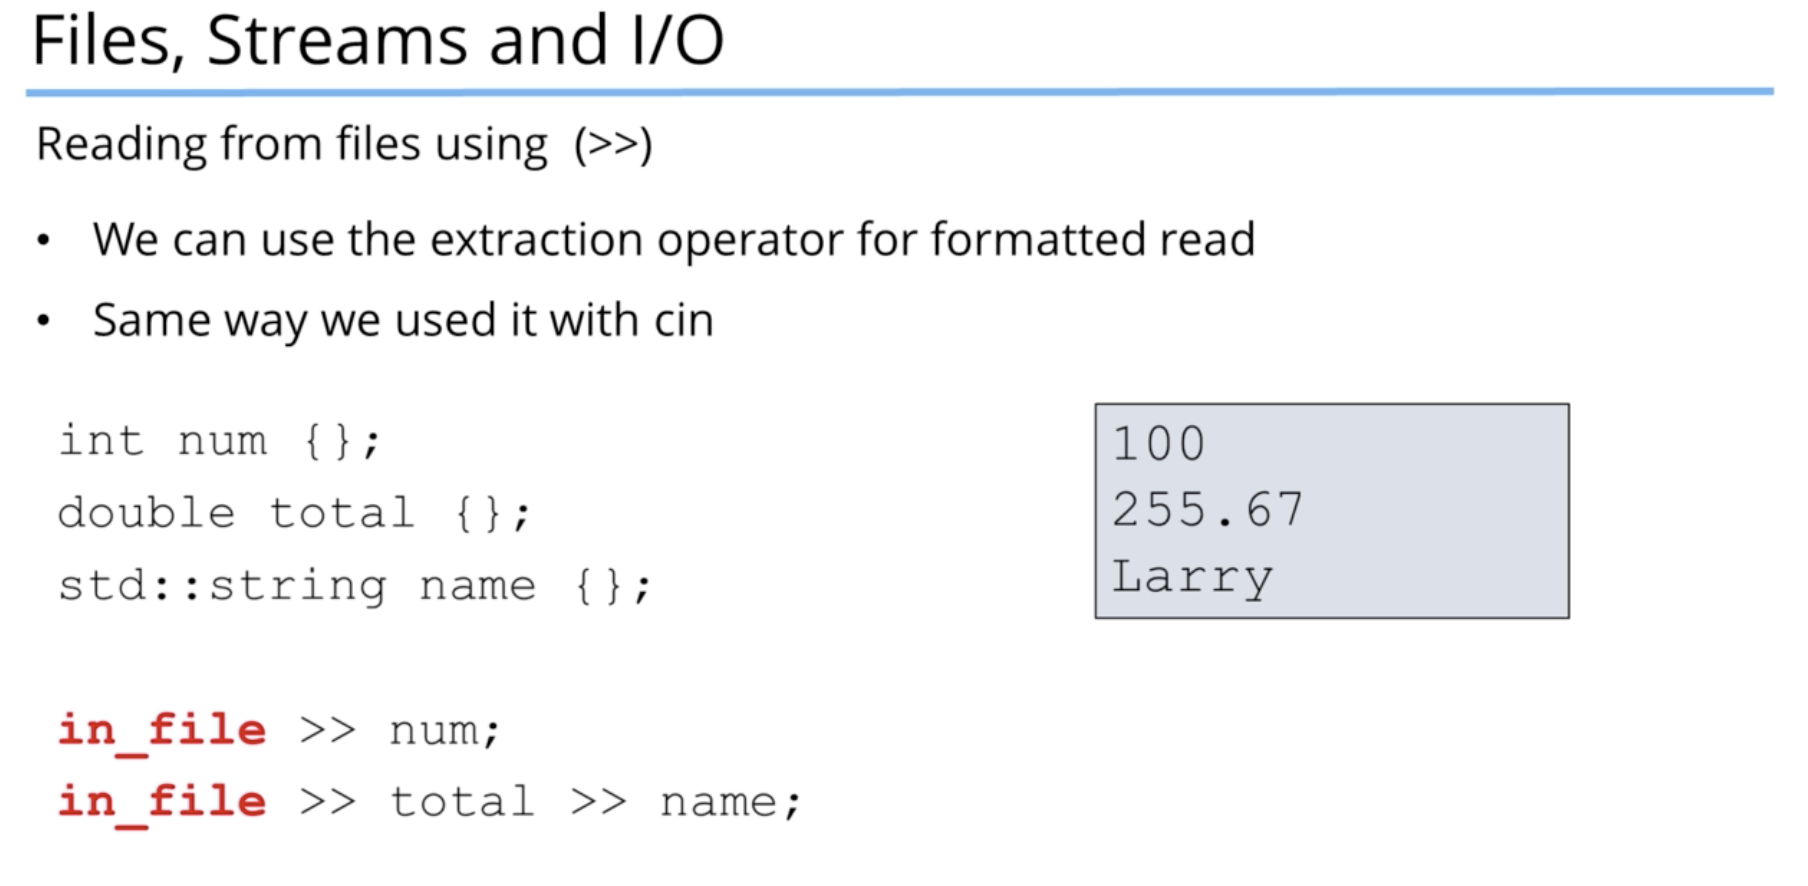 Files, Streams and I/O
Reading from files using (>>)
• We can use the extraction operator for formatted read
• Same way we used it with cin
int num {};
double total {};
std::string name {};
in_file >> num;
in_file >> total >> name;
100
255.67
Larry